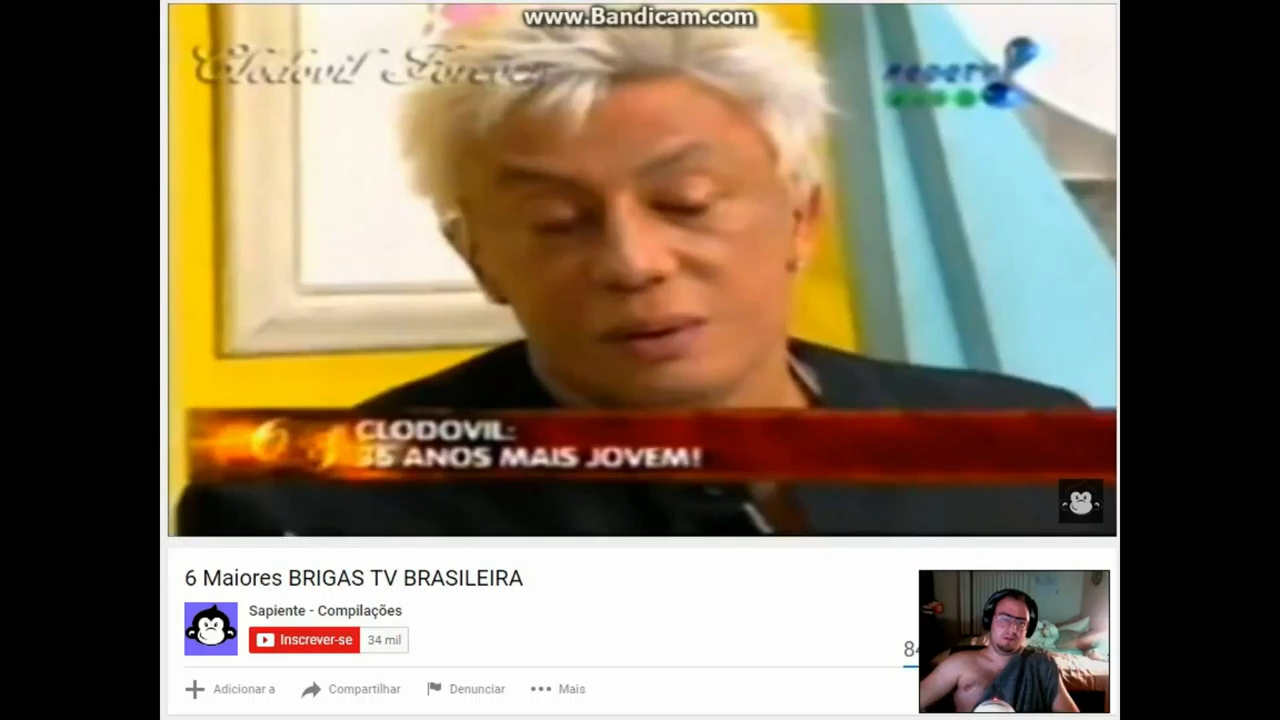 www.Bandicam.com
Clodovil Forever
REDETV
CLODOVIL:
35 ANOS MAIS JOVEM!
6 Maiores BRIGAS TV BRASILEIRA
Sapiente - Compilações
Inscrever-se 34 mil
Adicionar a Compartilhar Denunciar Mais